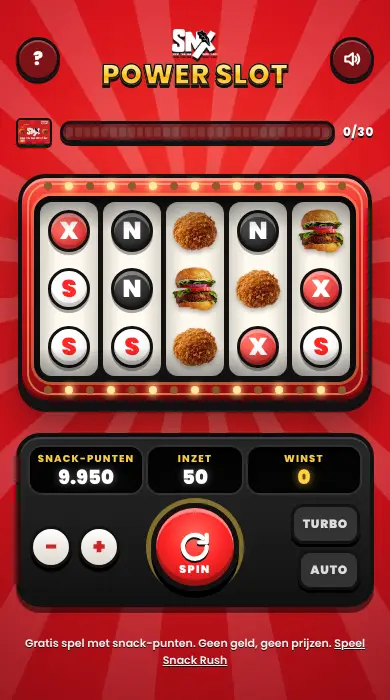 ?
SNX
POWER SLOT
0/30
X N N
S N X
S S X S
SNACK-PUNTEN INZET WINST
9.950 50 0
- +
SPIN
TURBO
AUTO
Gratis spel met snack-punten. Geen geld, geen prijzen. Speel
Snack Rush